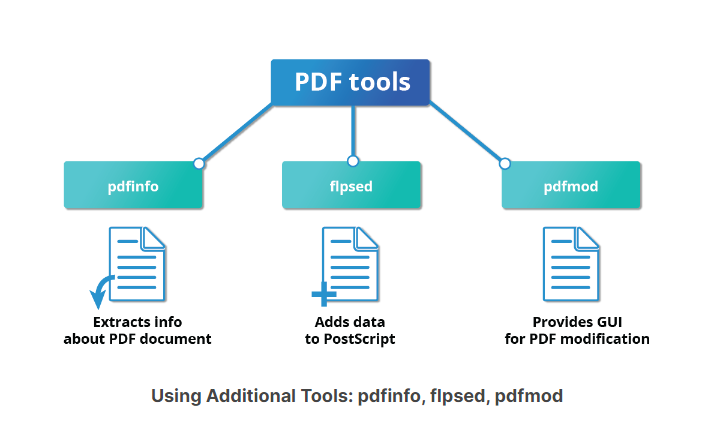 PDF tools
pdfinfo
flpsed
pdfmod
Extracts info
about PDF document
Adds data
to PostScript
Provides GUI
for PDF modification
Using Additional Tools: pdfinfo, flpsed, pdfmod